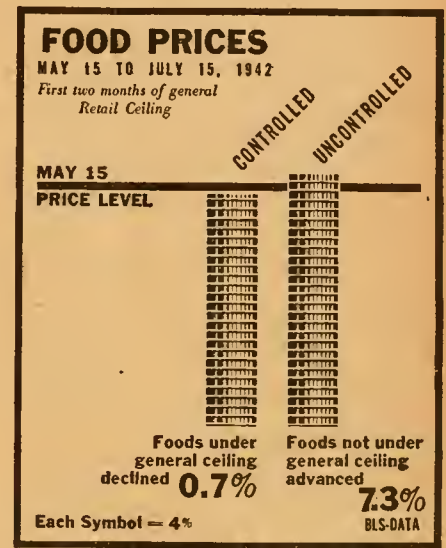 FOOD PRICES
MAY 15 TO JULY 15, 1942
First two months of general
Retail Ceiling
CONTROLLED
UNCONTROLLED
MAY 15
PRICE LEVEL
Foods under
general ceiling
declined 0.7%
Foods not under
general ceiling
advanced
7.3%
Each Symbol = 4%
BLS-DATA